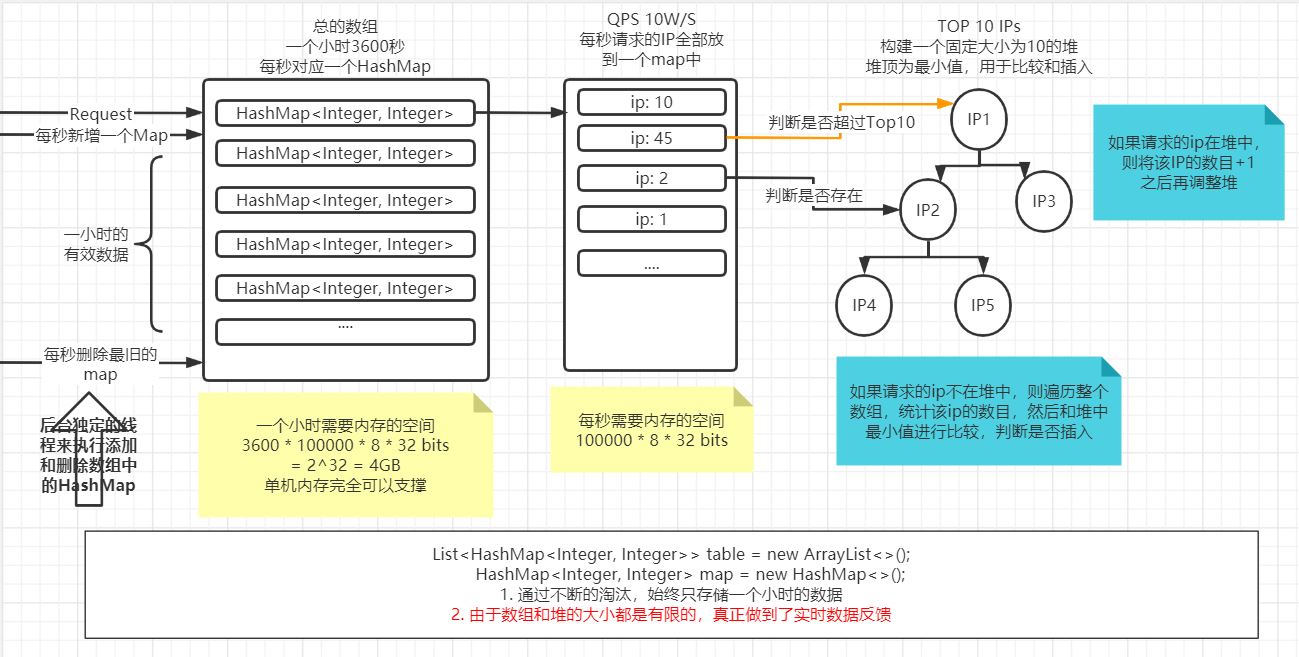 总的数组
一个小时3600秒
每秒对应一个HashMap
Request
每秒新增一个Map
一小时的
有效数据
每秒删除最旧的
map
后台独定的线
程来执行添加
和删除数组中
的HashMap
HashMap<Integer, Integer>
HashMap<Integer, Integer>
HashMap<Integer, Integer>
HashMap<Integer, Integer>
HashMap<Integer, Integer>
....
一个小时需要内存的空间
3600 * 100000 * 8 * 32 bits
= 2^32 = 4GB
单机内存完全可以支撑
QPS 10W/S
每秒请求的IP全部放
到一个map中
ip: 10
ip: 45
ip: 2
ip: 1
....
每秒需要内存的空间
100000 * 8 * 32 bits
TOP 10 IPs
构建一个固定大小为10的堆
堆顶为最小值，用于比较和插入
判断是否超过Top10
判断是否存在
IP1
IP2
IP3
IP4
IP5
如果请求的ip在堆中，
则将该IP的数目+1
之后再调整堆
如果请求的ip不在堆中，则遍历整个
数组，统计该ip的数目，然后和堆中
最小值进行比较，判断是否插入
List<HashMap<Integer, Integer>> table = new ArrayList<>();
HashMap<Integer, Integer> map = new HashMap<>();
1. 通过不断的淘汰，始终只存储一个小时的数据
2. 由于数组和堆的大小都是有限的，真正做到了实时数据反馈